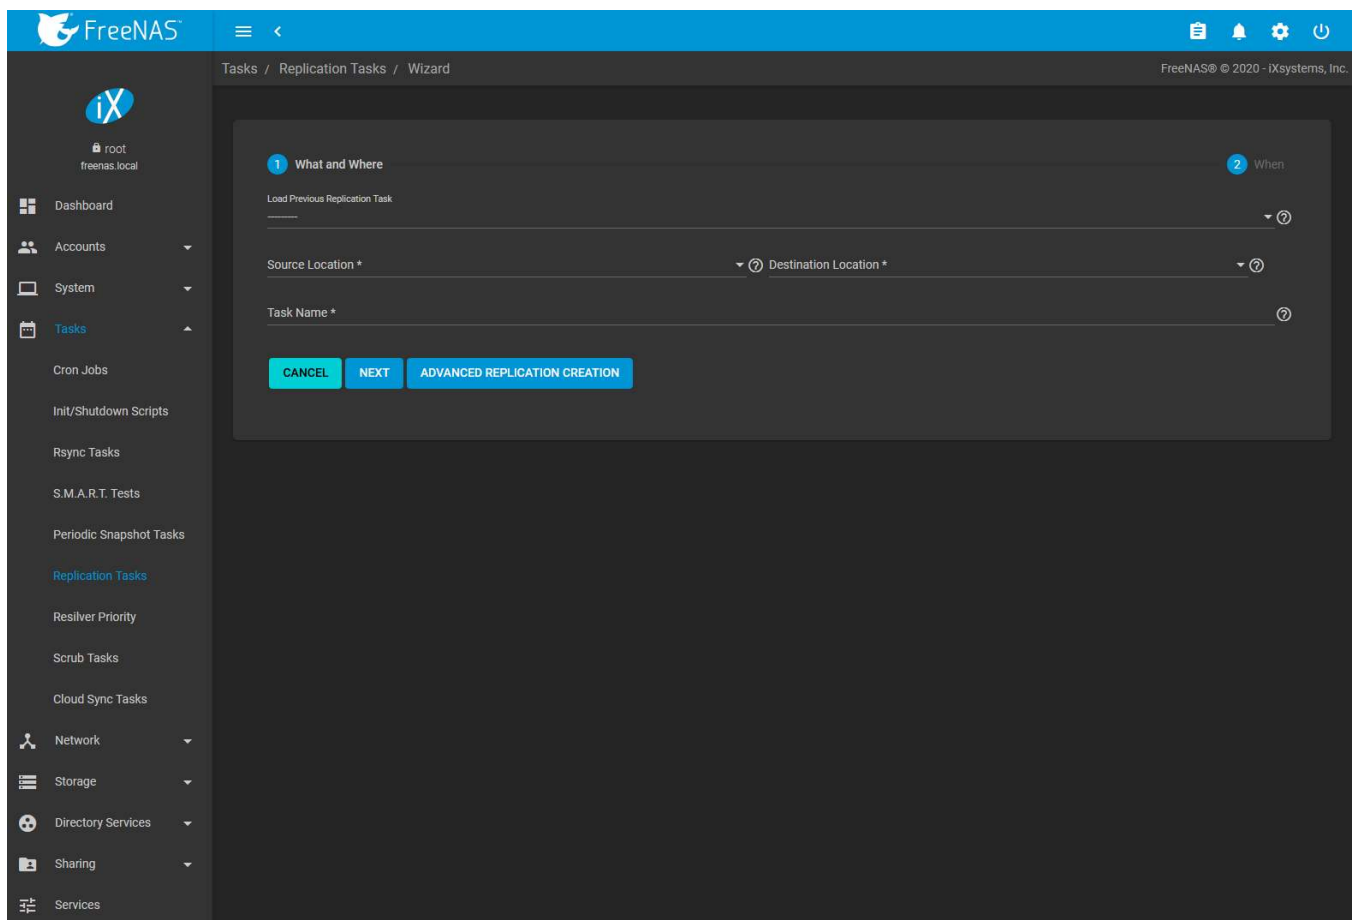 FreeNAS™
Tasks / Replication Tasks / Wizard
FreeNAS® © 2020 - iXsystems, Inc.
iX
root
freenas.local
Dashboard
Accounts
System
Tasks
Cron Jobs
Init/Shutdown Scripts
Rsync Tasks
S.M.A.R.T. Tests
Periodic Snapshot Tasks
Replication Tasks
Resilver Priority
Scrub Tasks
Cloud Sync Tasks
Network
Storage
Directory Services
Sharing
Services
1 What and Where
2 When
Load Previous Replication Task
---------
Source Location *
Destination Location *
Task Name *
CANCEL
NEXT
ADVANCED REPLICATION CREATION